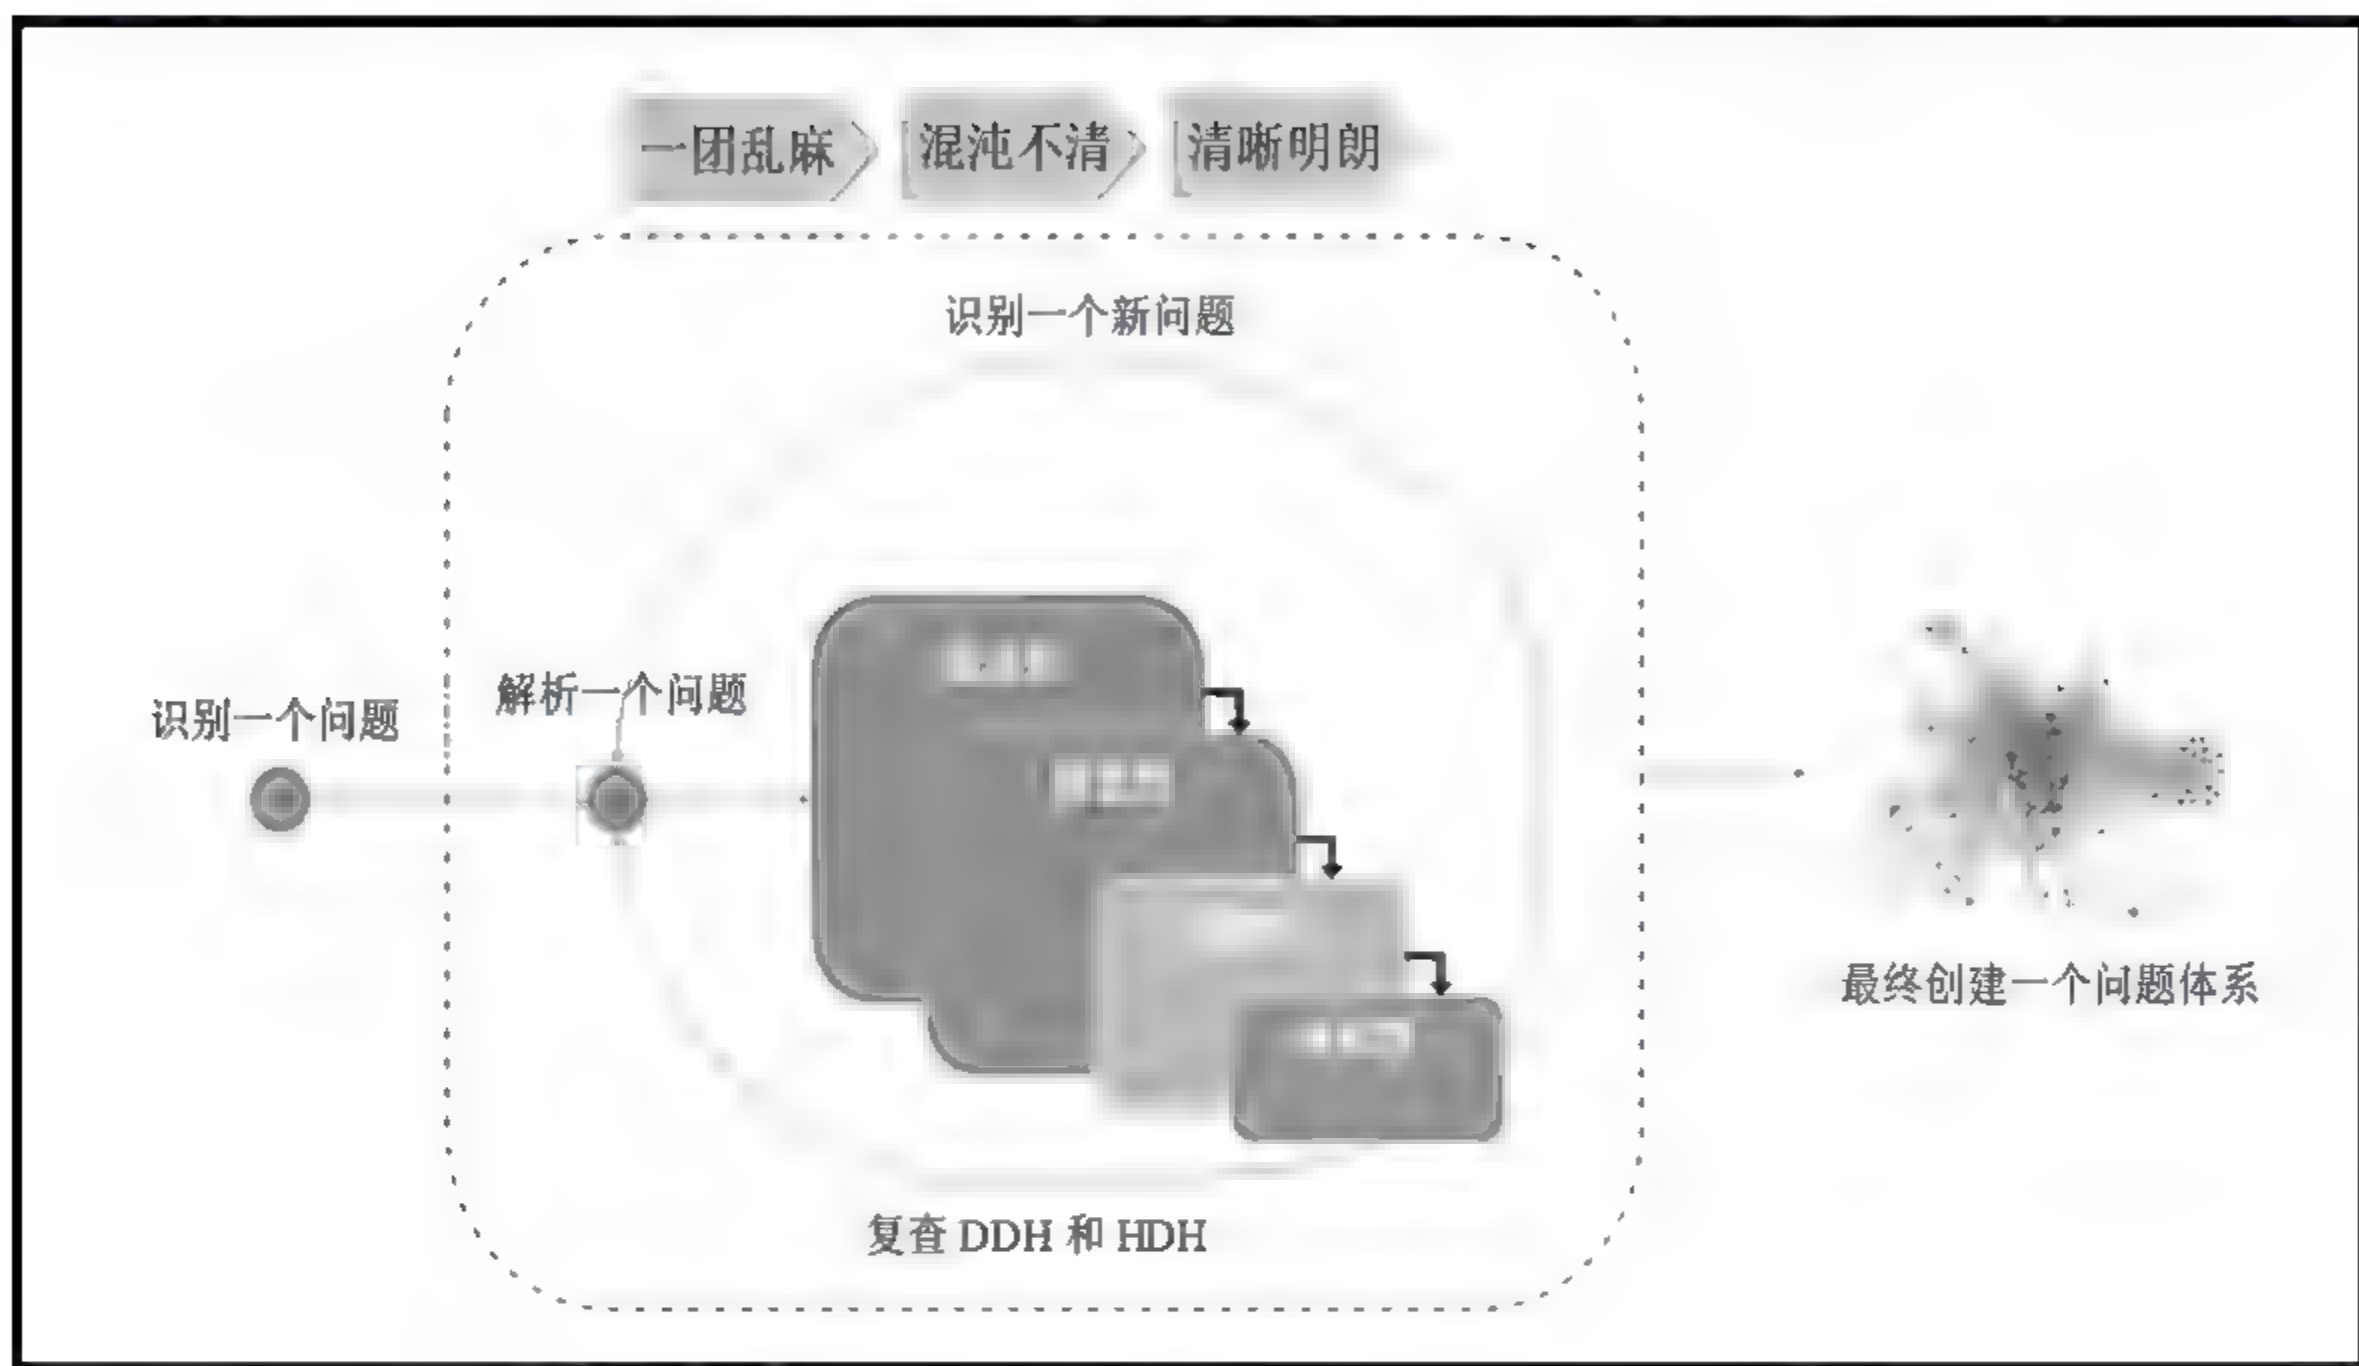 一团乱麻
混沌不清
清晰明朗
识别一个新问题
解析一个问题
识别一个问题
最终创建一个问题体系
复查 DDH 和 HDH